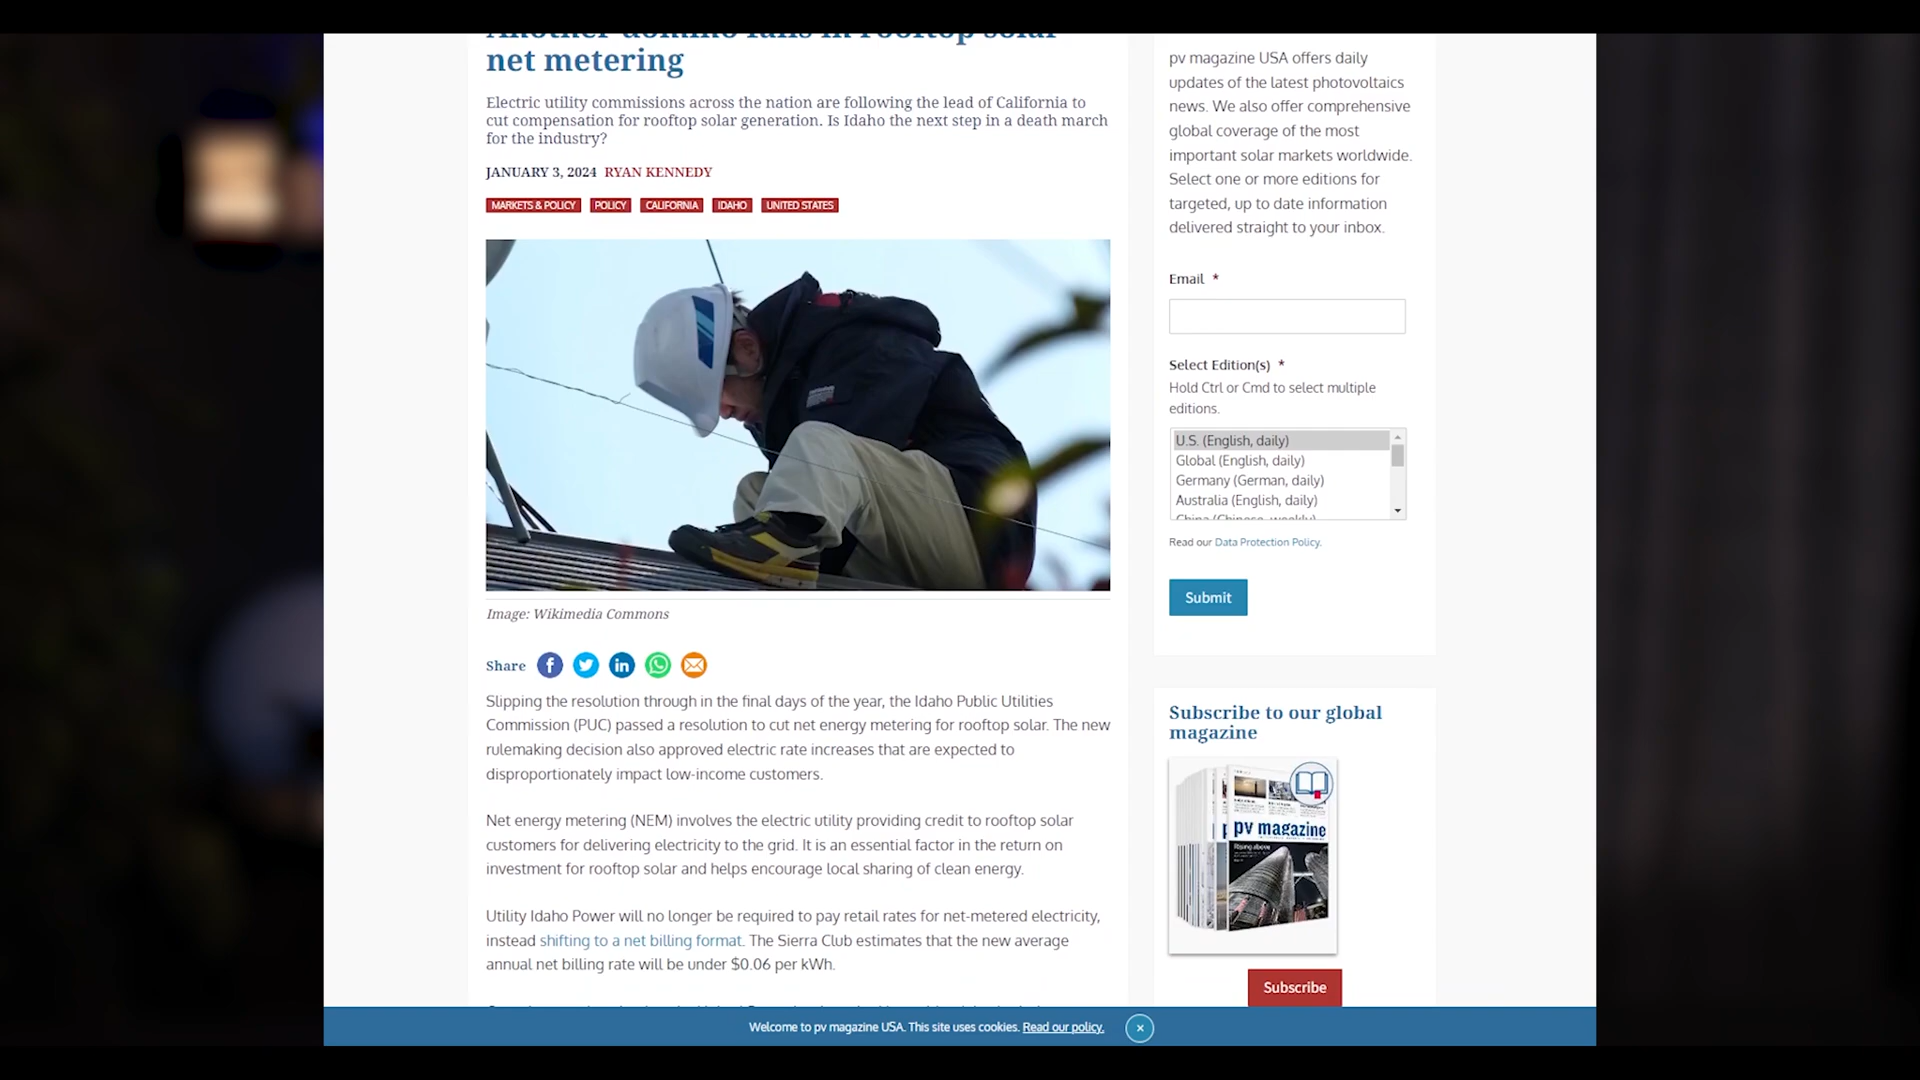 Another domino falls in rooftop solar
net metering
Electric utility commissions across the nation are following the lead of California to
cut compensation for rooftop solar generation. Is Idaho the next step in a death march
for the industry?
JANUARY 3, 2024 RYAN KENNEDY
MARKETS & POLICY POLICY CALIFORNIA IDAHO UNITED STATES
Image: Wikimedia Commons
Share
Slipping the resolution through in the final days of the year, the Idaho Public Utilities
Commission (PUC) passed a resolution to cut net energy metering for rooftop solar. The new
rulemaking decision also approved electric rate increases that are expected to
disproportionately impact low-income customers.
Net energy metering (NEM) involves the electric utility providing credit to rooftop solar
customers for delivering electricity to the grid. It is an essential factor in the return on
investment for rooftop solar and helps encourage local sharing of clean energy.
Utility Idaho Power will no longer be required to pay retail rates for net-metered electricity,
instead shifting to a net billing format. The Sierra Club estimates that the new average
annual net billing rate will be under $0.06 per kWh.
pv magazine USA offers daily
updates of the latest photovoltaics
news. We also offer comprehensive
global coverage of the most
important solar markets worldwide.
Select one or more editions for
targeted, up to date information
delivered straight to your inbox.
Email *
Select Edition(s) *
Hold Ctrl or Cmd to select multiple
editions.
U.S. (English, daily)
Global (English, daily)
Germany (German, daily)
Australia (English, daily)
China (Chinese, weekly)
Read our Data Protection Policy.
Submit
Subscribe to our global
magazine
pv magazine
Rising above
Subscribe
Welcome to pv magazine USA. This site uses cookies. Read our policy. ×